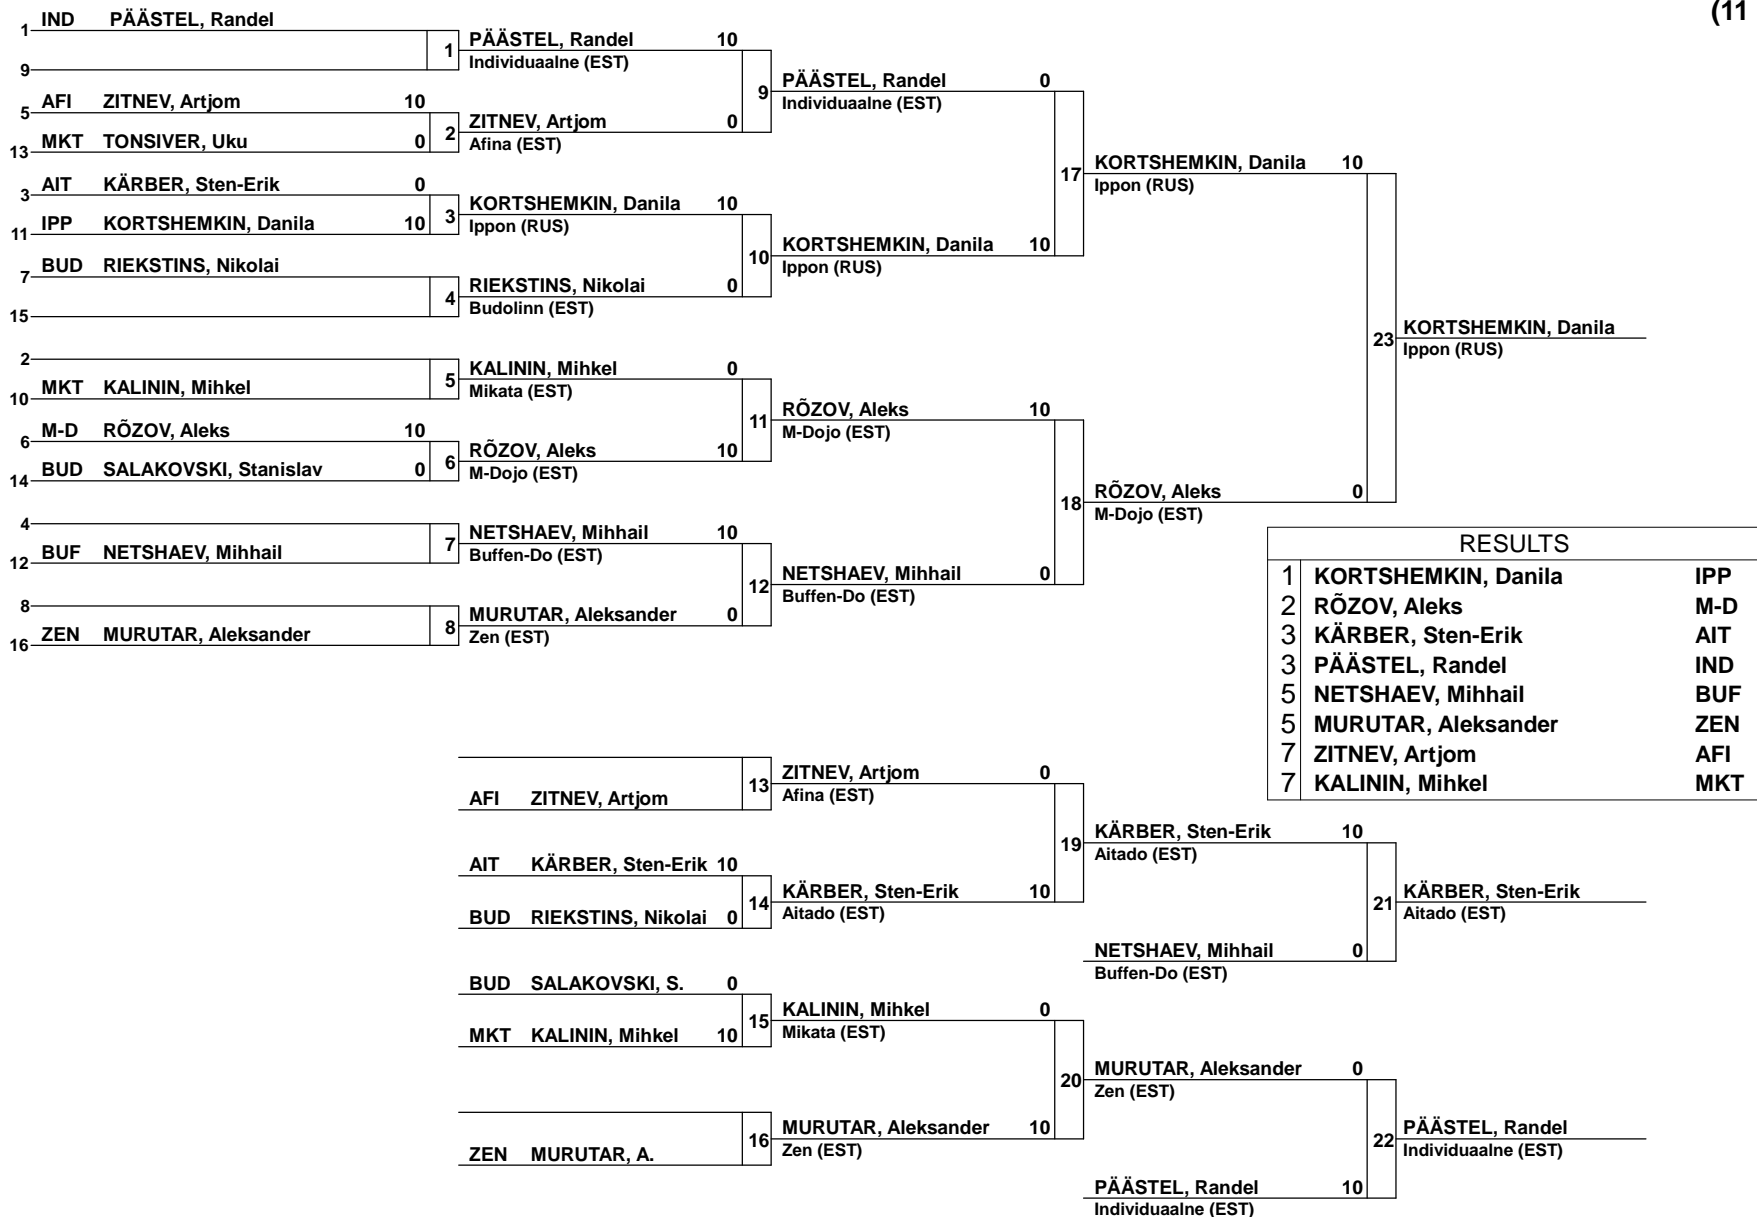 (11
1 IND PÄÄSTEL, Randel
9
1 PÄÄSTEL, Randel 10
Individuaalne (EST)
5 AFI ZITNEV, Artjom 10
13 MKT TONSIVER, Uku 0
2 ZITNEV, Artjom 0
Afina (EST)
3 AIT KÄRBER, Sten-Erik 0
11 IPP KORTSHEMKIN, Danila 10
3 KORTSHEMKIN, Danila 10
Ippon (RUS)
7 BUD RIEKSTINS, Nikolai
15
4 RIEKSTINS, Nikolai 0
Budolinn (EST)
2
10 MKT KALININ, Mihkel
5 KALININ, Mihkel 0
Mikata (EST)
6 M-D RÕZOV, Aleks 10
14 BUD SALAKOVSKI, Stanislav 0
6 RÕZOV, Aleks 10
M-Dojo (EST)
4
12 BUF NETSHAEV, Mihhail
7 NETSHAEV, Mihhail 10
Buffen-Do (EST)
8
16 ZEN MURUTAR, Aleksander
8 MURUTAR, Aleksander 0
Zen (EST)
9 PÄÄSTEL, Randel 0
Individuaalne (EST)
10 KORTSHEMKIN, Danila 10
Ippon (RUS)
11 RÕZOV, Aleks 10
M-Dojo (EST)
12 NETSHAEV, Mihhail 0
Buffen-Do (EST)
17 KORTSHEMKIN, Danila 10
Ippon (RUS)
18 RÕZOV, Aleks 0
M-Dojo (EST)
23 KORTSHEMKIN, Danila
Ippon (RUS)
RESULTS
1 KORTSHEMKIN, Danila IPP
2 RÕZOV, Aleks M-D
3 KÄRBER, Sten-Erik AIT
3 PÄÄSTEL, Randel IND
5 NETSHAEV, Mihhail BUF
5 MURUTAR, Aleksander ZEN
7 ZITNEV, Artjom AFI
7 KALININ, Mihkel MKT
AFI ZITNEV, Artjom
13 ZITNEV, Artjom 0
Afina (EST)
AIT KÄRBER, Sten-Erik 10
BUD RIEKSTINS, Nikolai 0
14 KÄRBER, Sten-Erik 10
Aitado (EST)
BUD SALAKOVSKI, S. 0
MKT KALININ, Mihkel 10
15 KALININ, Mihkel 0
Mikata (EST)
ZEN MURUTAR, A.
16 MURUTAR, Aleksander 10
Zen (EST)
19 KÄRBER, Sten-Erik 10
Aitado (EST)
NETSHAEV, Mihhail 0
Buffen-Do (EST)
21 KÄRBER, Sten-Erik
Aitado (EST)
20 MURUTAR, Aleksander 0
Zen (EST)
PÄÄSTEL, Randel 10
Individuaalne (EST)
22 PÄÄSTEL, Randel
Individuaalne (EST)